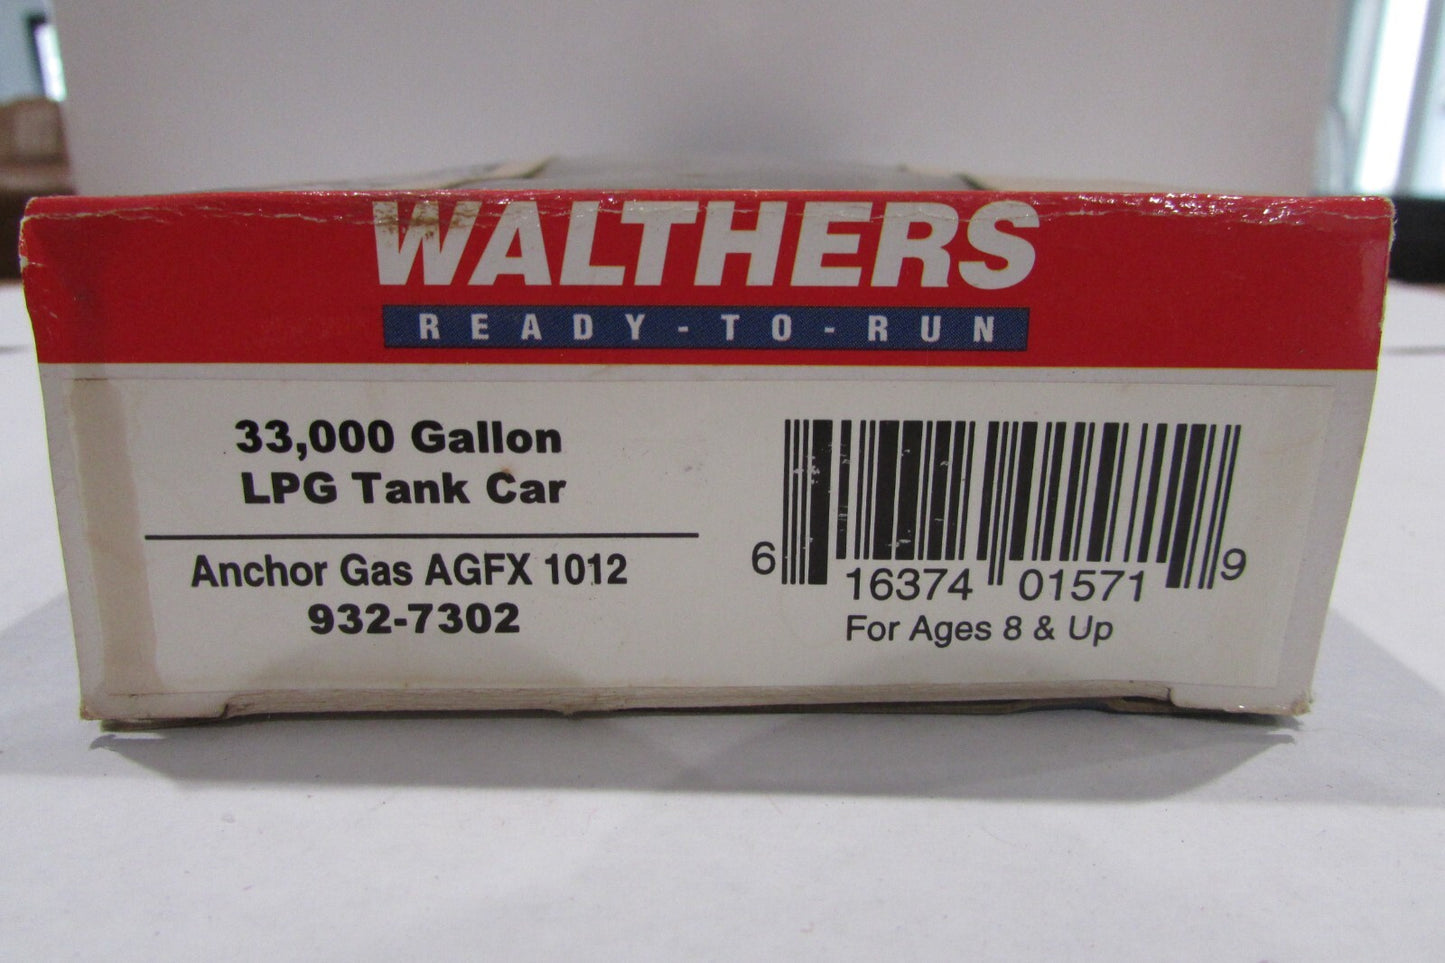 WALTHERS
READY-TO-RUN
33,000 Gallon
LPG Tank Car
Anchor Gas AGFX 1012
932-7302
6 16374 01571 9
For Ages 8 & Up